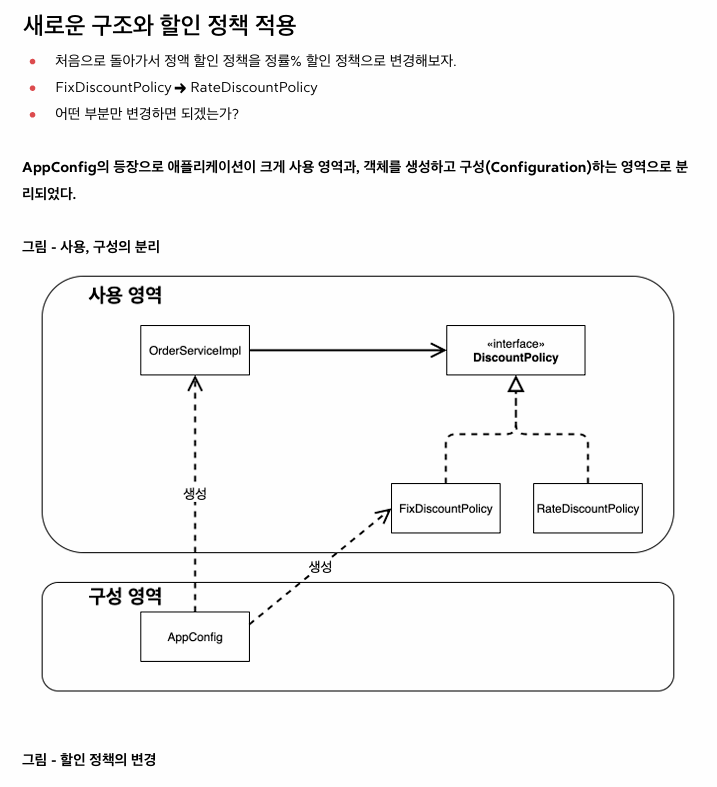 새로운 구조와 할인 정책 적용
처음으로 돌아가서 정액 할인 정책을 정률% 할인 정책으로 변경해보자.
FixDiscountPolicy ➔ RateDiscountPolicy
어떤 부분만 변경하면 되겠는가?
AppConfig의 등장으로 애플리케이션이 크게 사용 영역과, 객체를 생성하고 구성(Configuration)하는 영역으로 분
리되었다.
그림 - 사용, 구성의 분리
사용 영역
OrderServiceImpl
«interface»
DiscountPolicy
생성
FixDiscountPolicy
RateDiscountPolicy
생성
구성 영역
AppConfig
그림 - 할인 정책의 변경